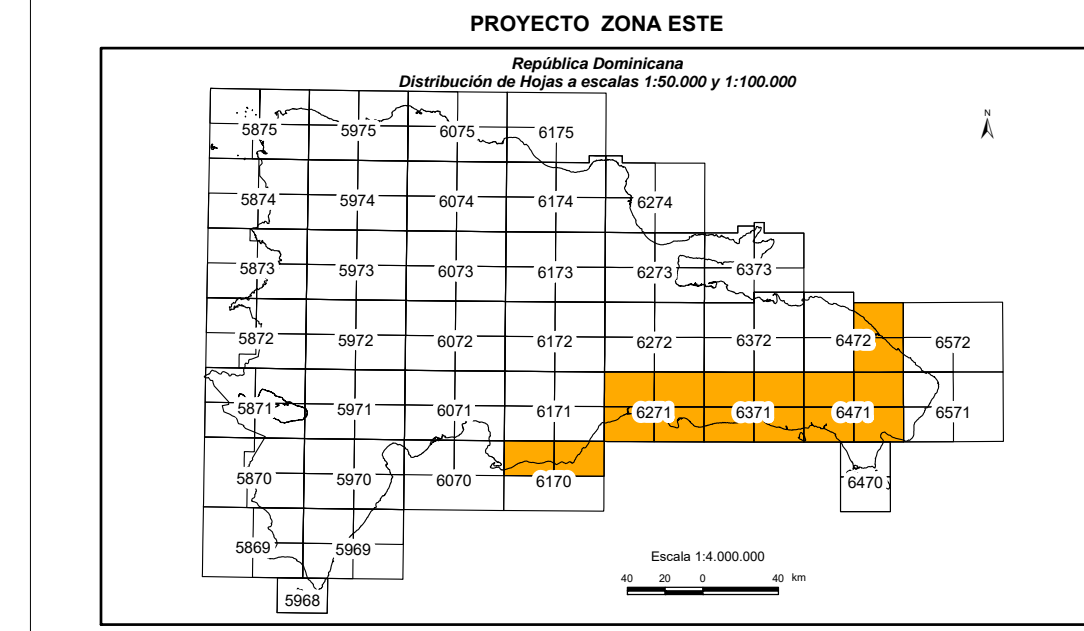 PROYECTO ZONA ESTE
República Dominicana
Distribución de Hojas a escalas 1:50.000 y 1:100.000
N
5875 5975 6075 6175
5874 5974 6074 6174 6274
5873 5973 6073 6173 6273 6373
5872 5972 6072 6172 6272 6372 6472 6572
5871 5971 6071 6171 6271 6371 6471 6571
5870 5970 6070 6170 6470
5869 5969
5968
Escala 1:4.000.000
40 20 0 40 km